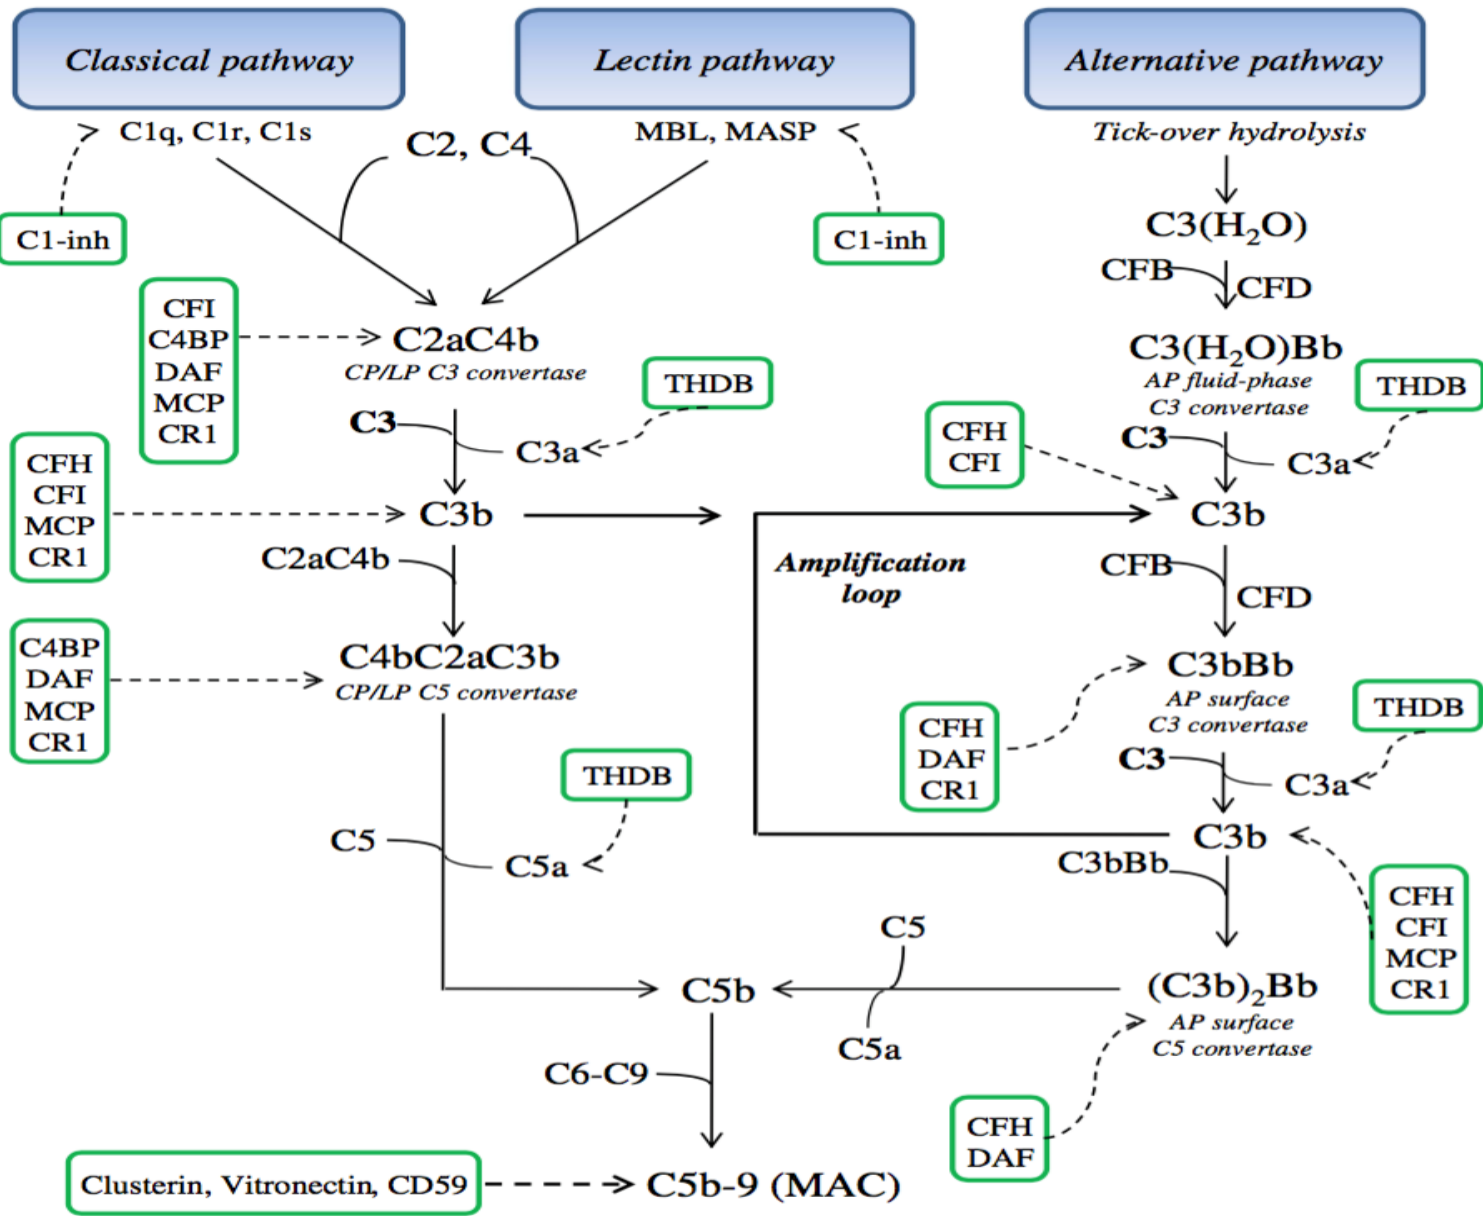 Classical pathway
Lectin pathway
Alternative pathway
C1q, C1r, C1s
C2, C4
MBL, MASP
Tick-over hydrolysis
C1-inh
C1-inh
C3(H₂O)
CFB
CFD
CFI
C4BP
DAF
MCP
CR1
C2aC4b
CP/LP C3 convertase
THDB
C3
C3a
C3(H₂O)Bb
AP fluid-phase
C3 convertase
THDB
CFH
CFI
C3
C3a
CFH
CFI
MCP
CR1
C3b
C3b
C2aC4b
Amplification
loop
CFB
CFD
C4BP
DAF
MCP
CR1
C4bC2aC3b
CP/LP C5 convertase
C3bBb
AP surface
C3 convertase
THDB
CFH
DAF
CR1
C3
C3a
THDB
C5
C5a
C3b
C3bBb
CFH
CFI
MCP
CR1
C5
C5b
C5a
(C3b)₂Bb
AP surface
C5 convertase
C6-C9
CFH
DAF
Clusterin, Vitronectin, CD59
C5b-9 (MAC)